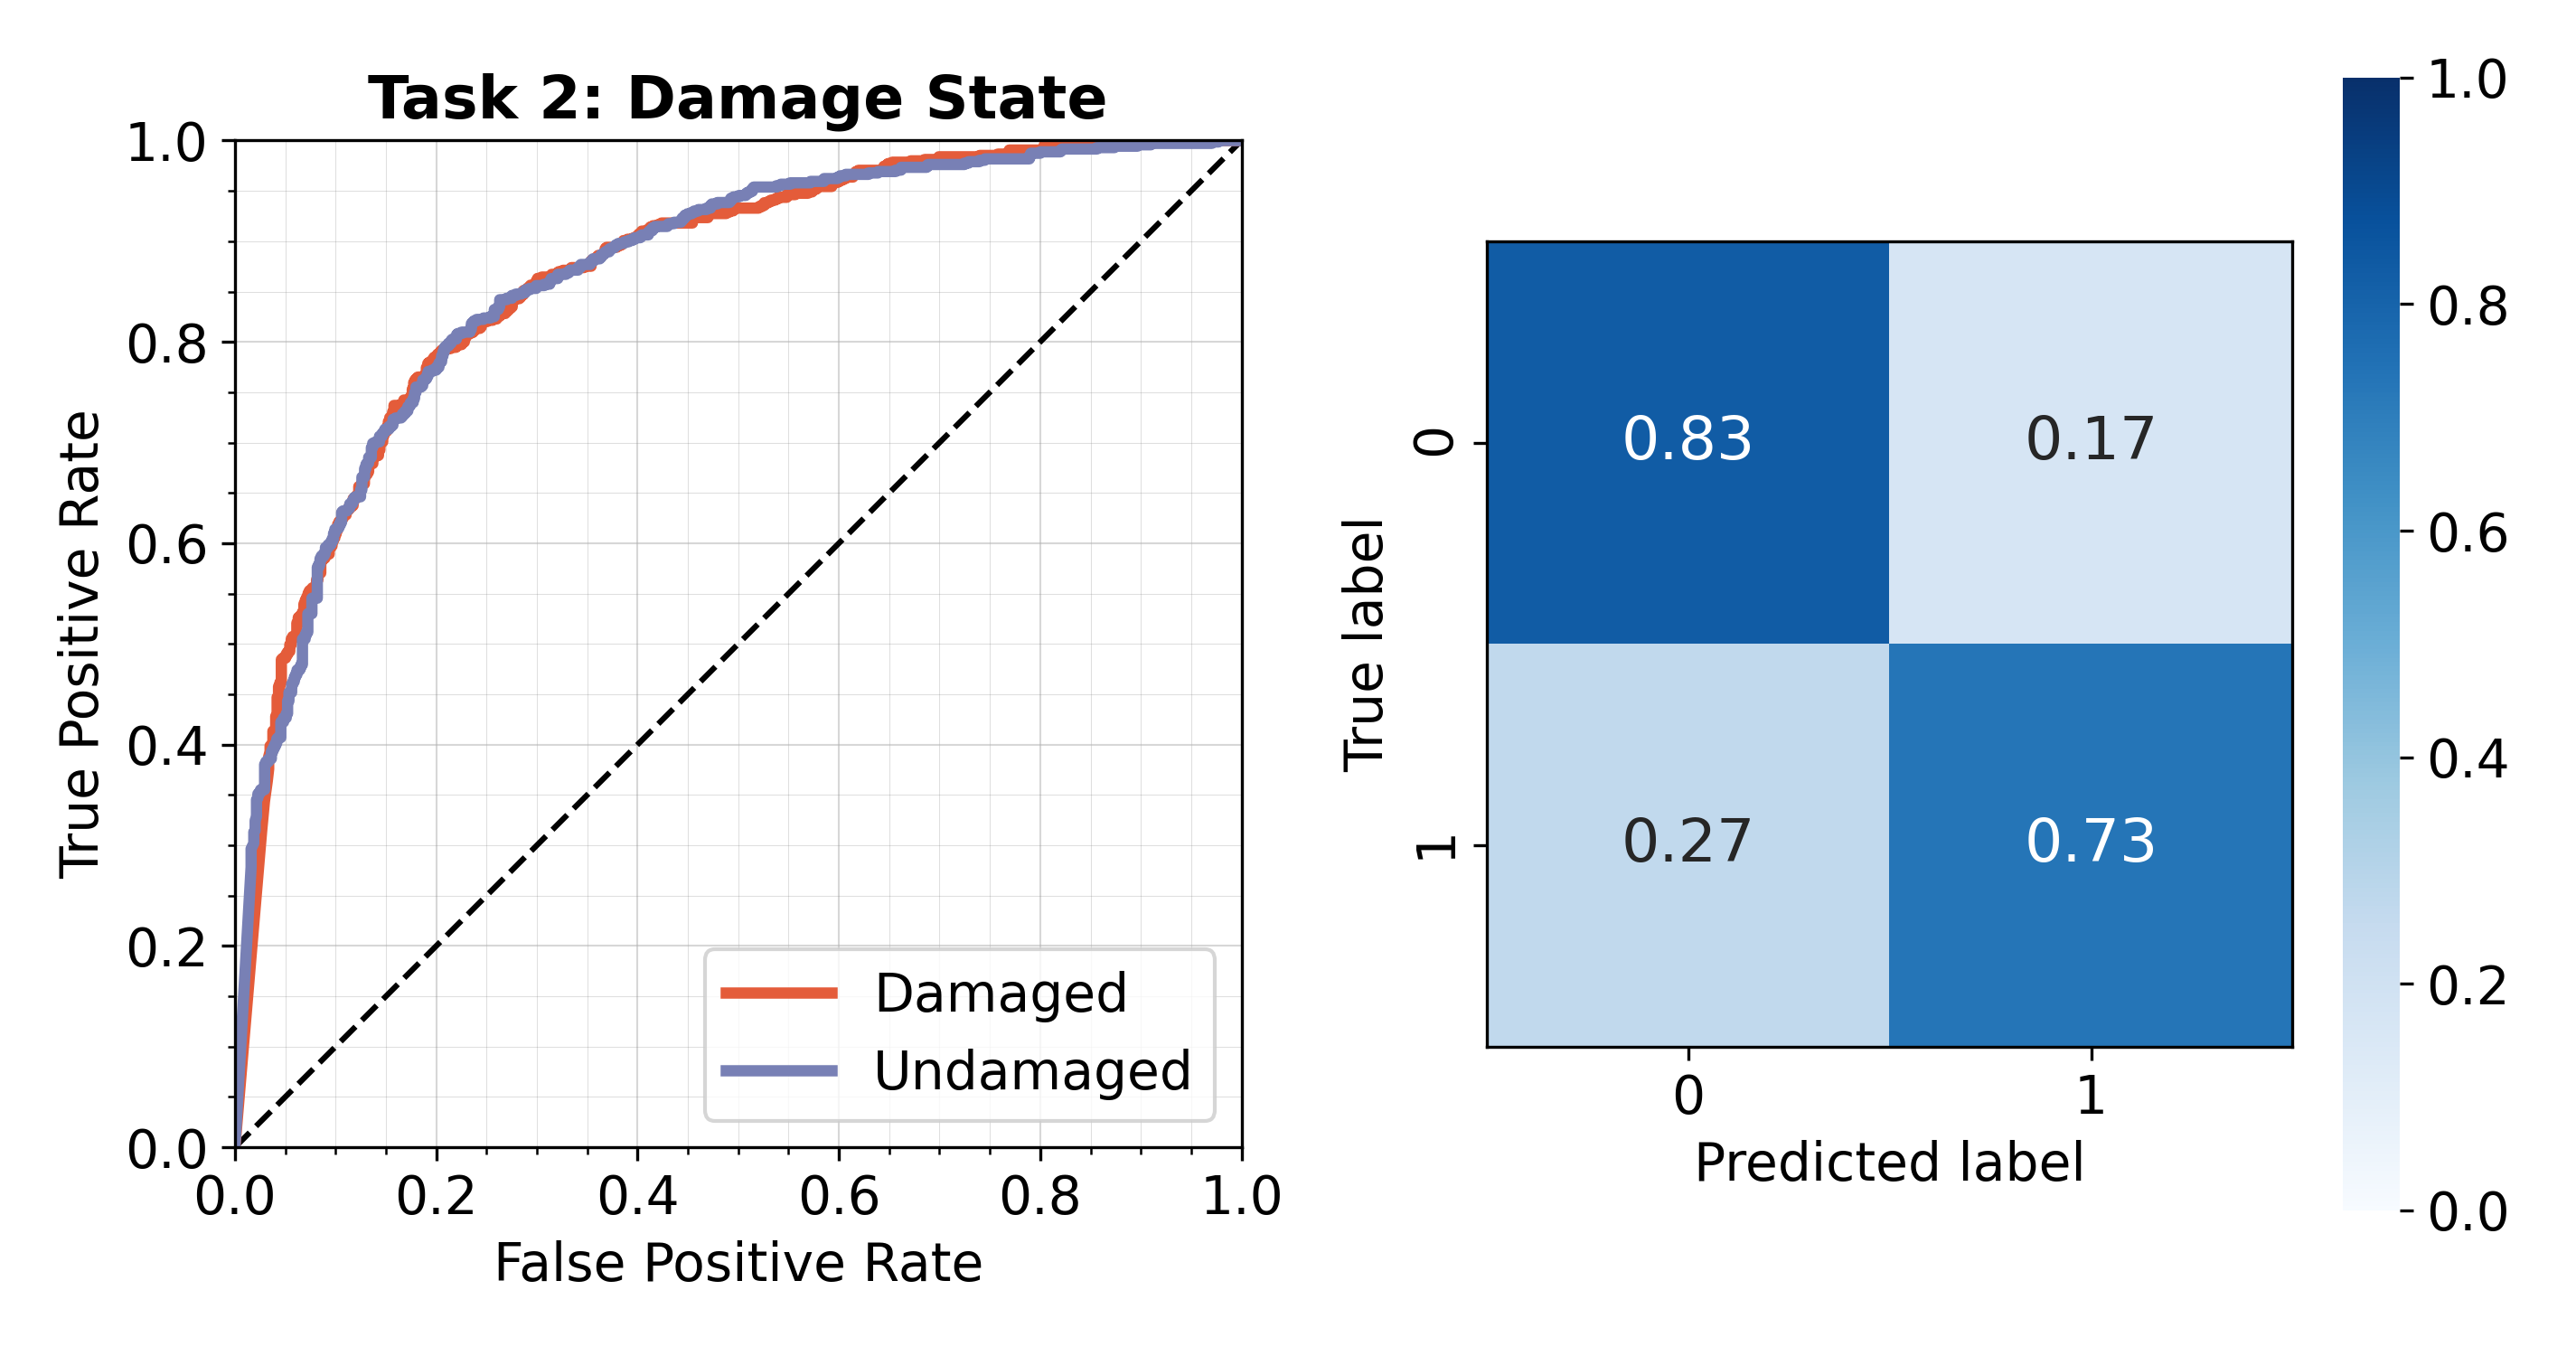 Task 2: Damage State
1.0
0.8
0.6
0.4
0.2
0.0
True Positive Rate
0.0 0.2 0.4 0.6 0.8 1.0
False Positive Rate
Damaged
Undamaged
True label
0
1
0.83 0.17
0.27 0.73
0 1
Predicted label
1.0
0.8
0.6
0.4
0.2
0.0